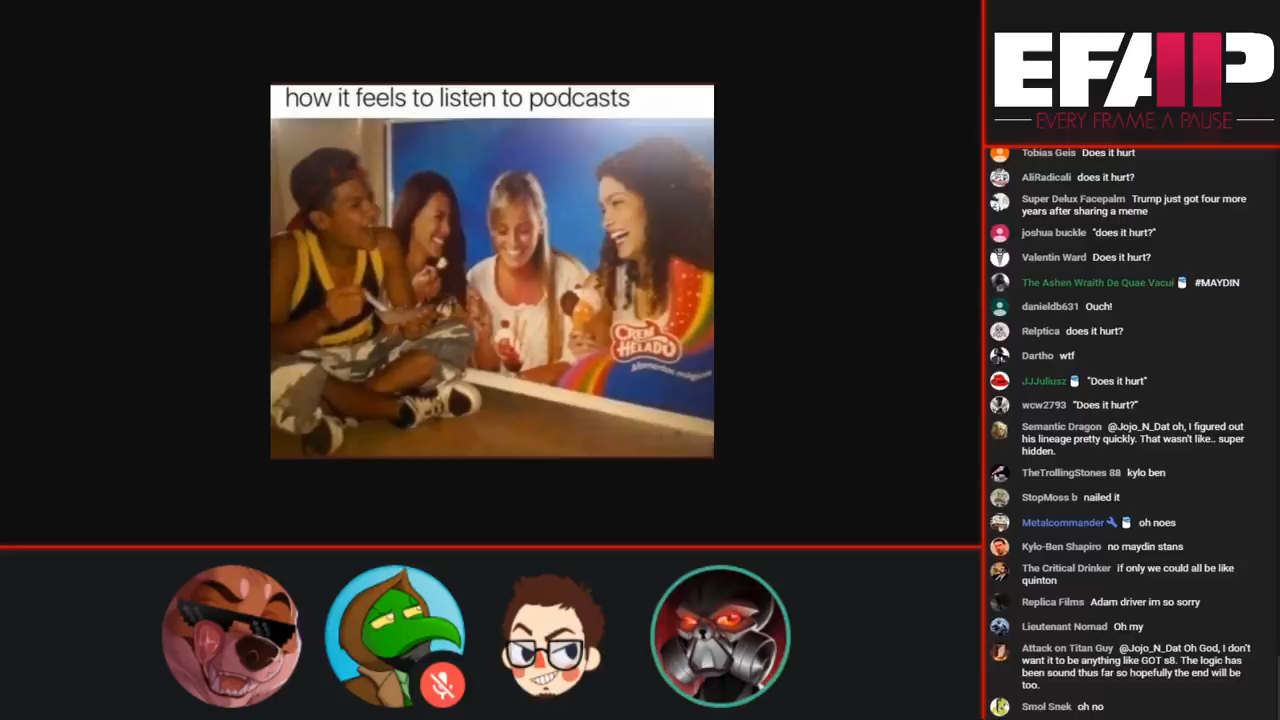 how it feels to listen to podcasts
CREM
HELADO
EFAP
EVERY FRAME A PAUSE
Tobias Geis Does it hurt
AliRadicali does it hurt?
Super Delux Facepalm Trump just got four more
years after sharing a meme
joshua buckle "does it hurt?"
Valentin Ward Does it hurt?
The Ashen Wraith De Quae Vacui #MAYDIN
danieldb631 Ouch!
Relptica does it hurt?
Dartho wtf
JJJuliusz "Does it hurt"
wcw2793 "Does it hurt?"
Semantic Dragon @Jojo_N_Dat oh, I figured out
his lineage pretty quickly. That wasn't like.. super
hidden.
TheTrollingStones 88 kylo ben
StopMoss b nailed it
Metalcommander oh noes
Kylo-Ben Shapiro no maydin stans
The Critical Drinker if only we could all be like
quinton
Replica Films Adam driver im so sorry
Lieutenant Nomad Oh my
Attack on Titan Guy @Jojo_N_Dat Oh God, I don't
want it to be anything like GOT s8. The logic has
been sound thus far so hopefully the end will be
too.
Smol Snek oh no